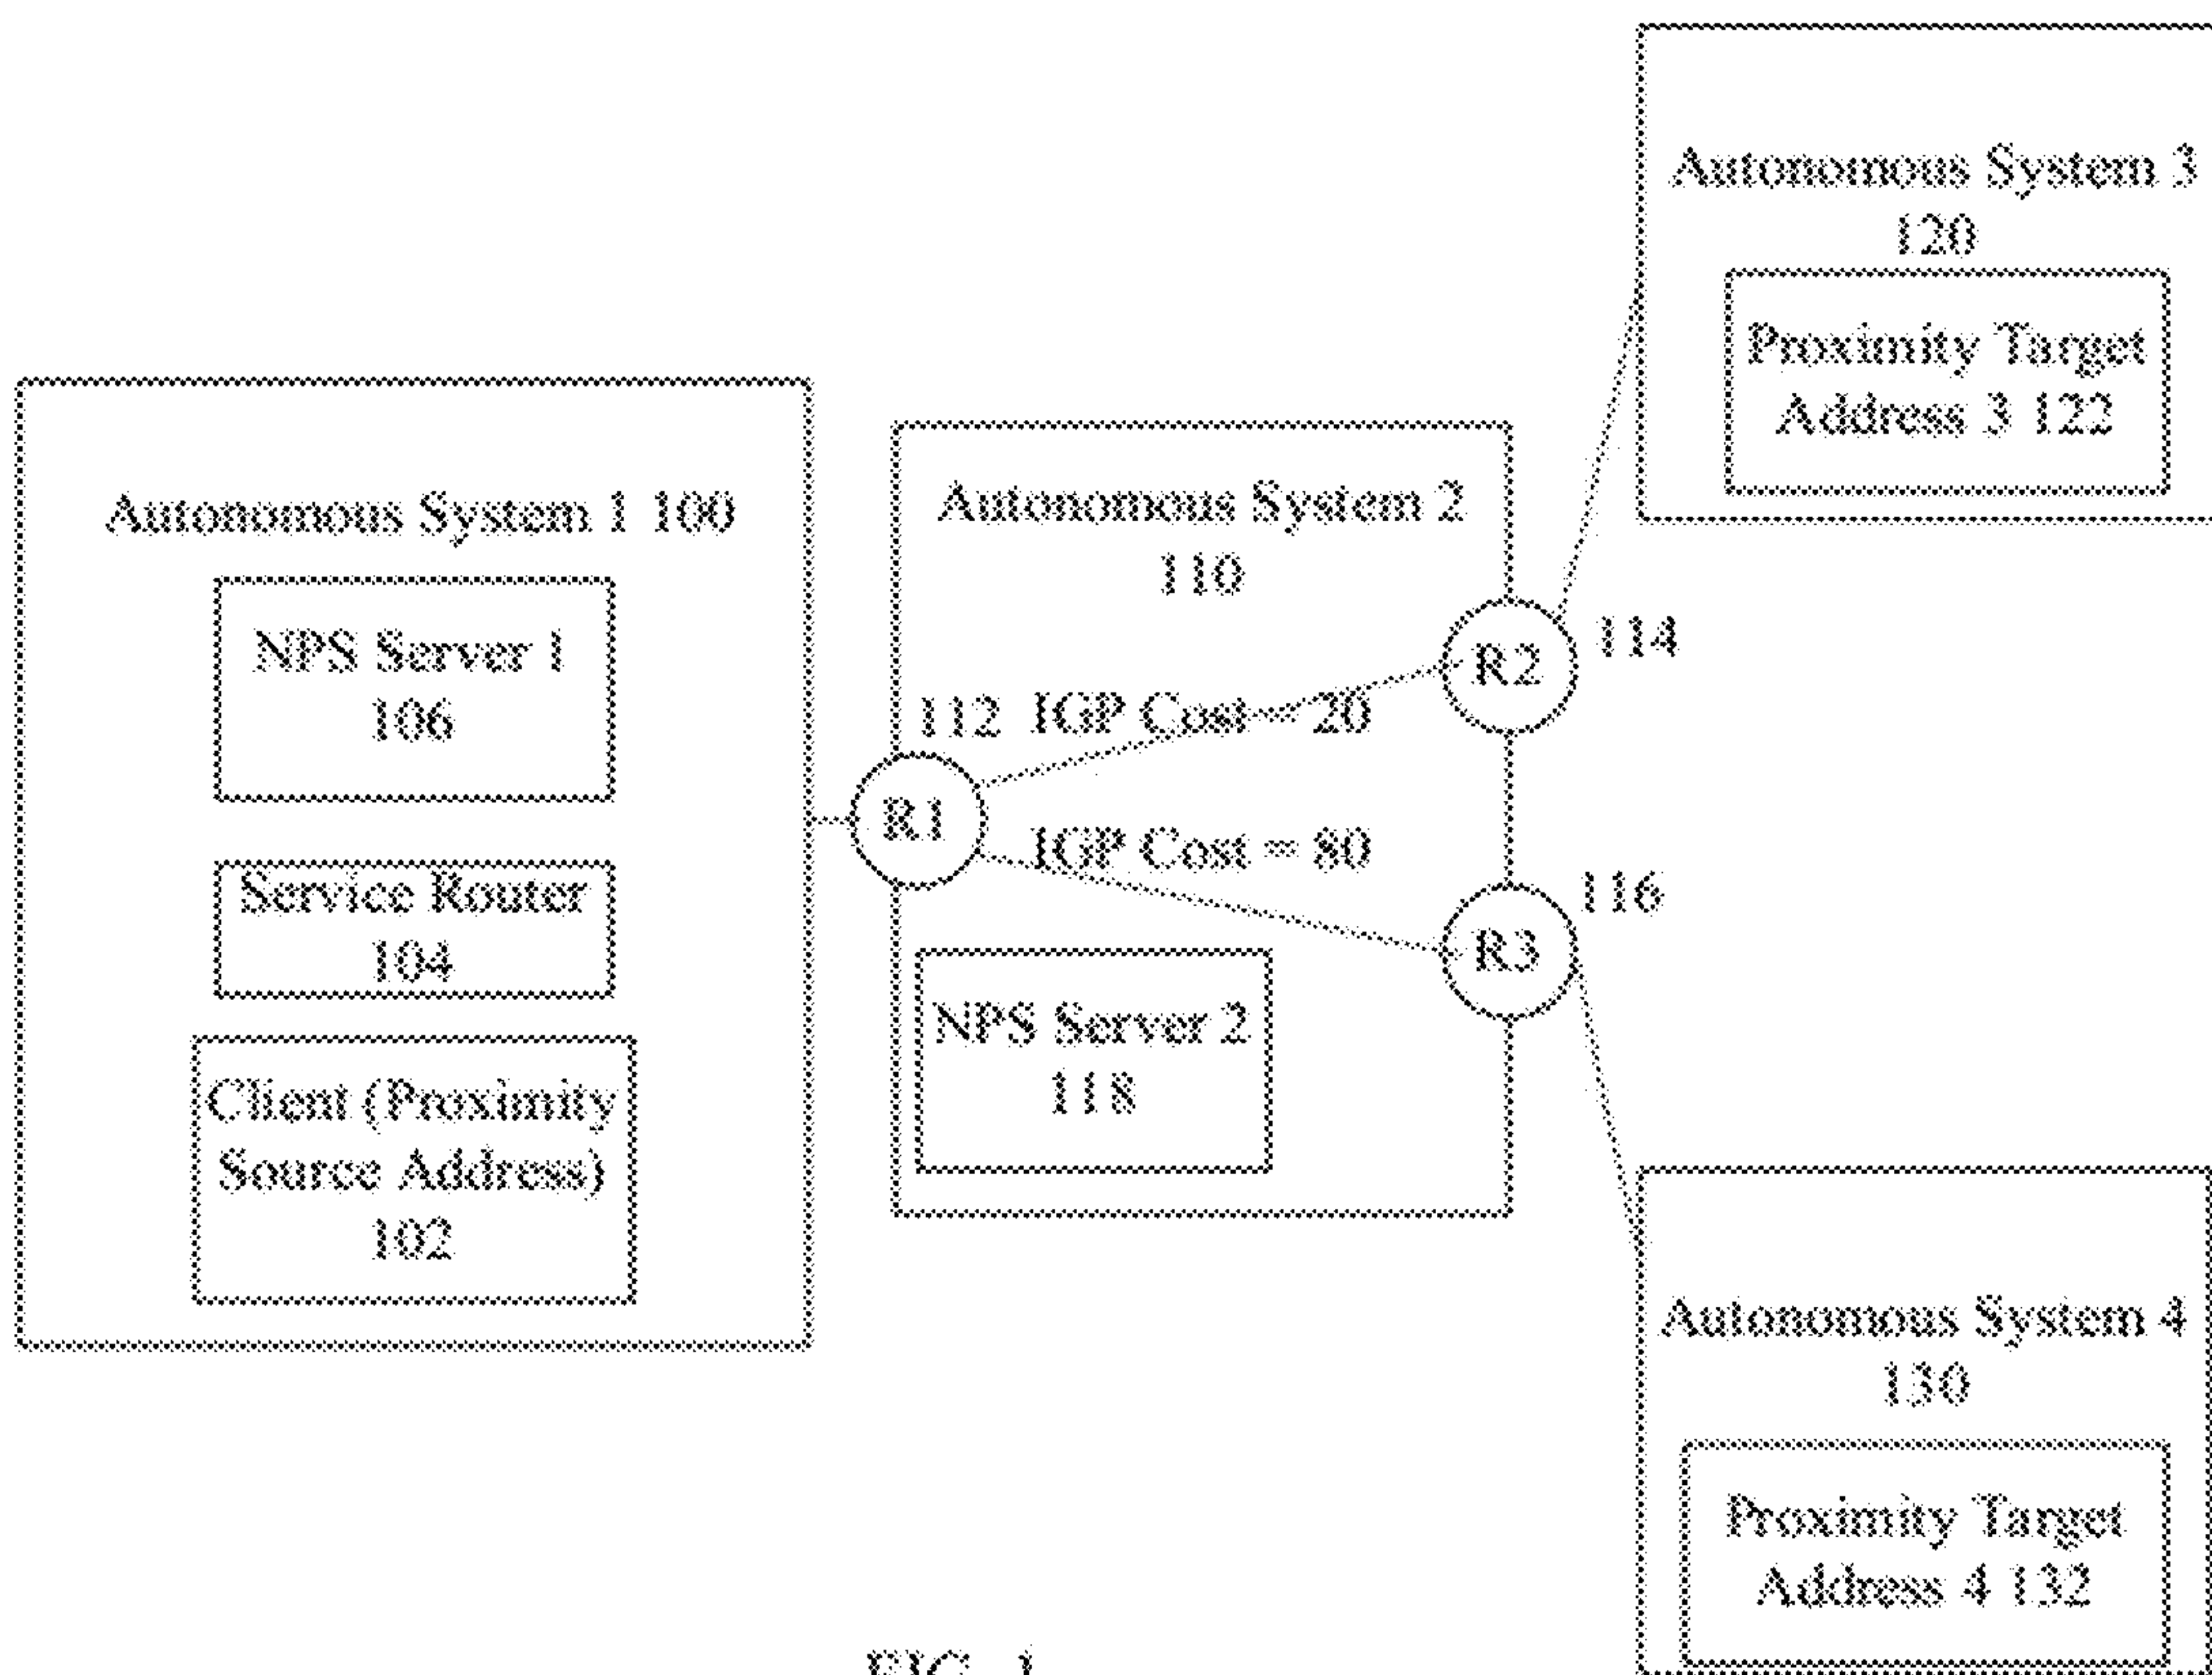 Autonomous System 1 100
NPS Server 1
106
Service Router
104
Client (Proximity
Source Address)
102
Autonomous System 2
110
112
IGP Cost = 20
R1
IGP Cost = 80
R2
114
R3
116
NPS Server 2
118
Autonomous System 3
120
Proximity Target
Address 3 122
Autonomous System 4
130
Proximity Target
Address 4 132
FIG. 1